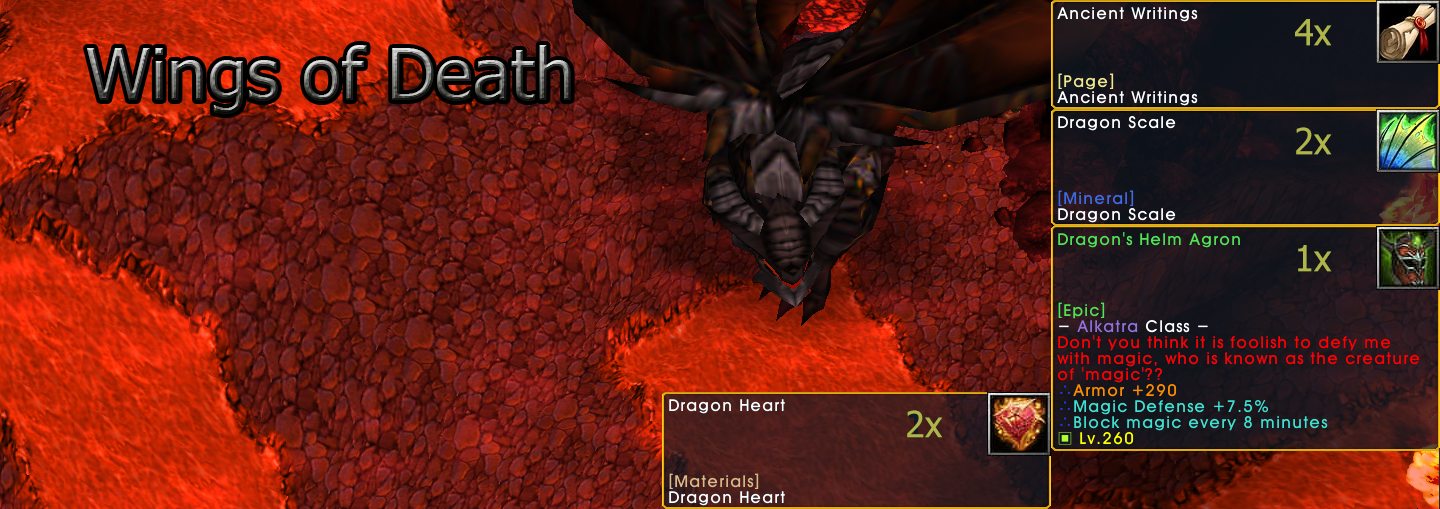 Wings of Death
Ancient Writings
4x
[Page]
Ancient Writings
Dragon Scale
2x
[Mineral]
Dragon Scale
Dragon's Helm Agron
1x
[Epic]
– Alkatra Class –
Don't you think it is foolish to defy me
with magic, who is known as the creature
of 'magic'??
∴Armor +290
∴Magic Defense +7.5%
∴Block magic every 8 minutes
▣ Lv.260
Dragon Heart
2x
[Materials]
Dragon Heart